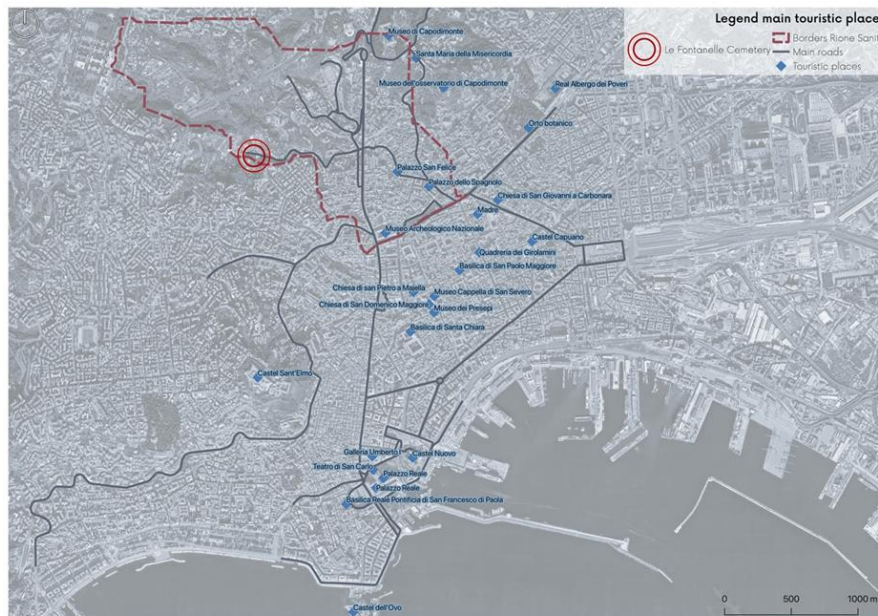 Legend main touristic place
Le Fontanelle Cemetery
Borders Rione Sanit
Main roads
Touristic places
Museo di Capodimonte
Santa Maria della Misericordia
Museo dell'osservatorio di Capodimonte
Real Albergo dei Poveri
Orto botanico
Palazzo San Felice
Palazzo dello Spagnolo
Chiesa di San Giovanni a Carbonara
Madre
Museo Archeologico Nazionale
Castel Capuano
Quadreria dei Girolamini
Basilica di San Paolo Maggiore
Chiesa di san Pietro a Maiella
Museo Cappella di San Severo
Chiesa di San Domenico Maggiore
Museo dei Presepi
Basilica di Santa Chiara
Castel Sant'Elmo
Galleria Umberto I
Castel Nuovo
Teatro di San Carlo
Palazzo Reale
Palazzo Reale
Basilica Reale Pontificia di San Francesco di Paola
Castel dell'Ovo
0 500 1000 m